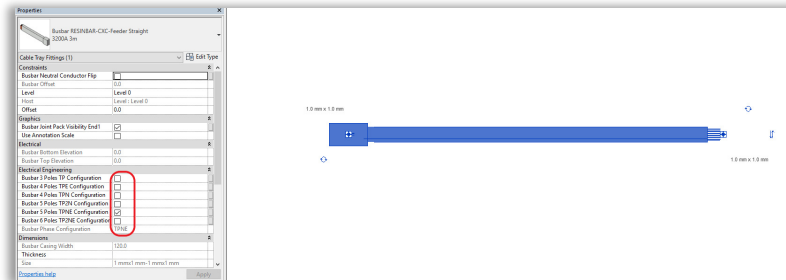 Properties
Busbar RESINBAR-CXC-Feeder Straight
3200A 3m
Cable Tray Fittings (1)
Edit Type
Constraints
Busbar Neutral Conductor Flip
Busbar Offset 0.0
Level Level 0
Host Level : Level 0
Offset 0.0
Graphics
Busbar Joint Pack Visibility End1
Use Annotation Scale
Electrical
Busbar Bottom Elevation 0.0
Busbar Top Elevation 0.0
Electrical Engineering
Busbar 3 Poles TP Configuration
Busbar 4 Poles TPE Configuration
Busbar 4 Poles TPN Configuration
Busbar 5 Poles TP2N Configuration
Busbar 5 Poles TPNE Configuration
Busbar 6 Poles TP2NE Configuration
Busbar Phase Configuration TPNE
Dimensions
Busbar Casing Width 120.0
Thickness
Size 1 mmx1 mm-1 mmx1 mm
Properties help
Apply
1.0 mm x 1.0 mm
1.0 mm x 1.0 mm